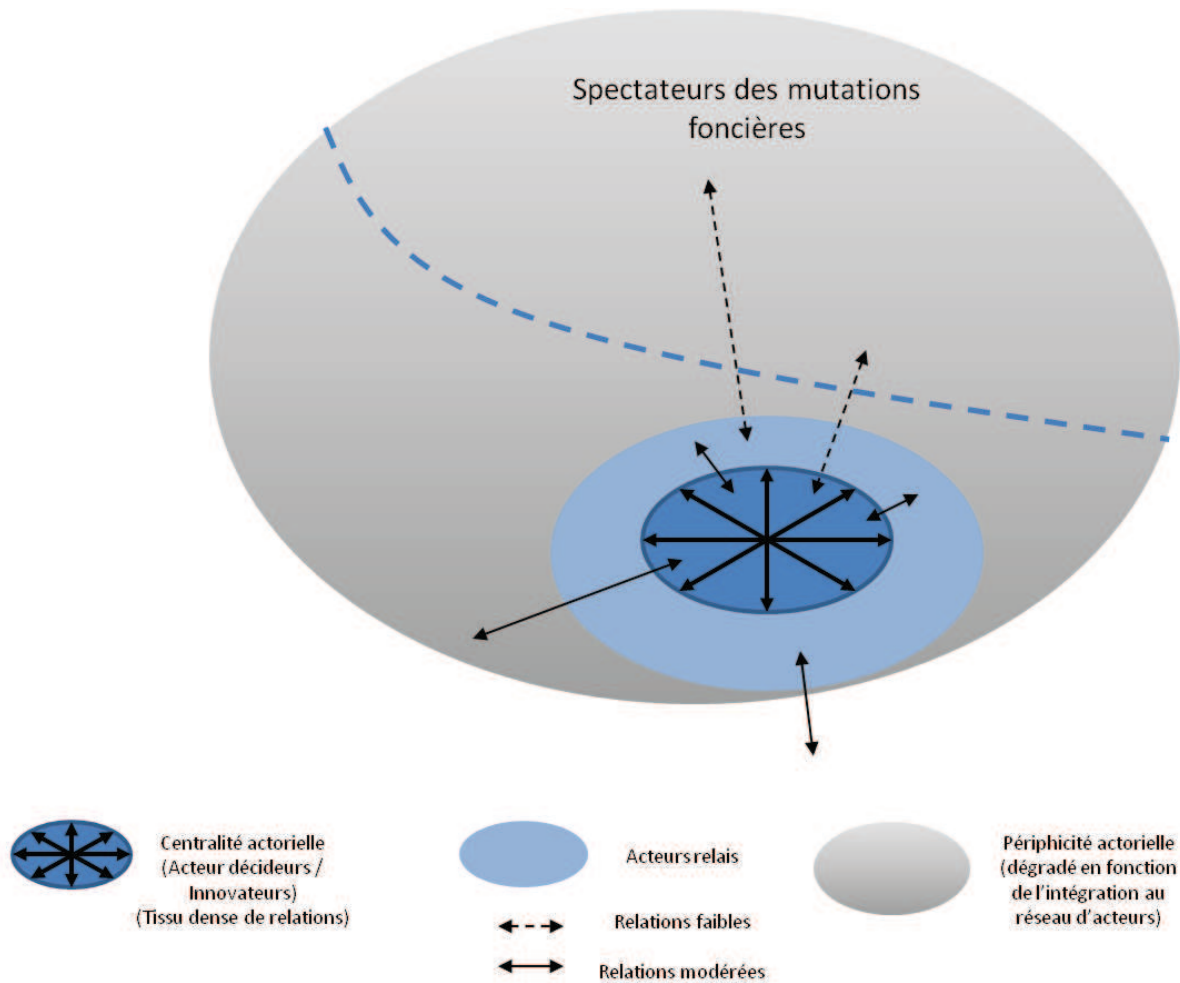 Spectateurs des mutations
foncières
Centralité actorielle
(Acteur décideurs /
Innovateurs)
(Tissu dense de relations)
Acteurs relais
Relations faibles
Relations modérées
Périphicité actorielle
(dégradé en fonction
de l'intégration au
réseau d'acteurs)